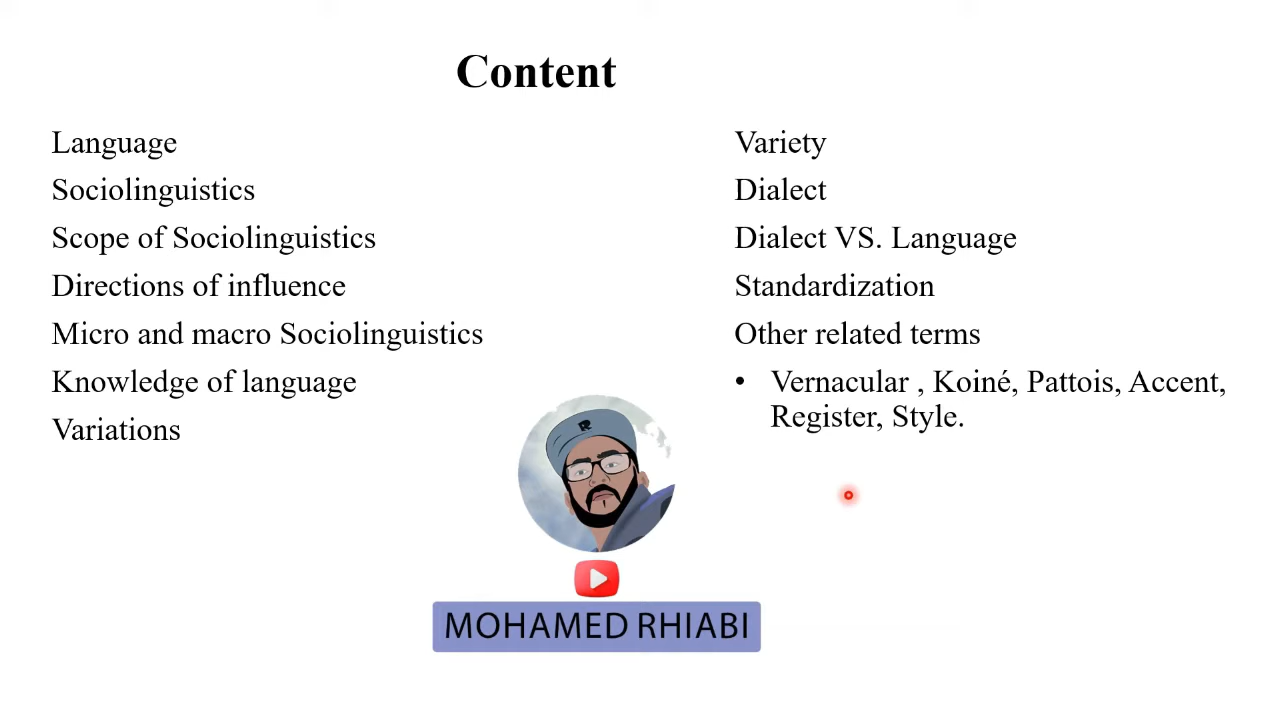 Content
Language
Sociolinguistics
Scope of Sociolinguistics
Directions of influence
Micro and macro Sociolinguistics
Knowledge of language
Variations
Variety
Dialect
Dialect VS. Language
Standardization
Other related terms
• Vernacular , Koiné, Pattois, Accent,
Register, Style.
R
MOHAMED RHIABI